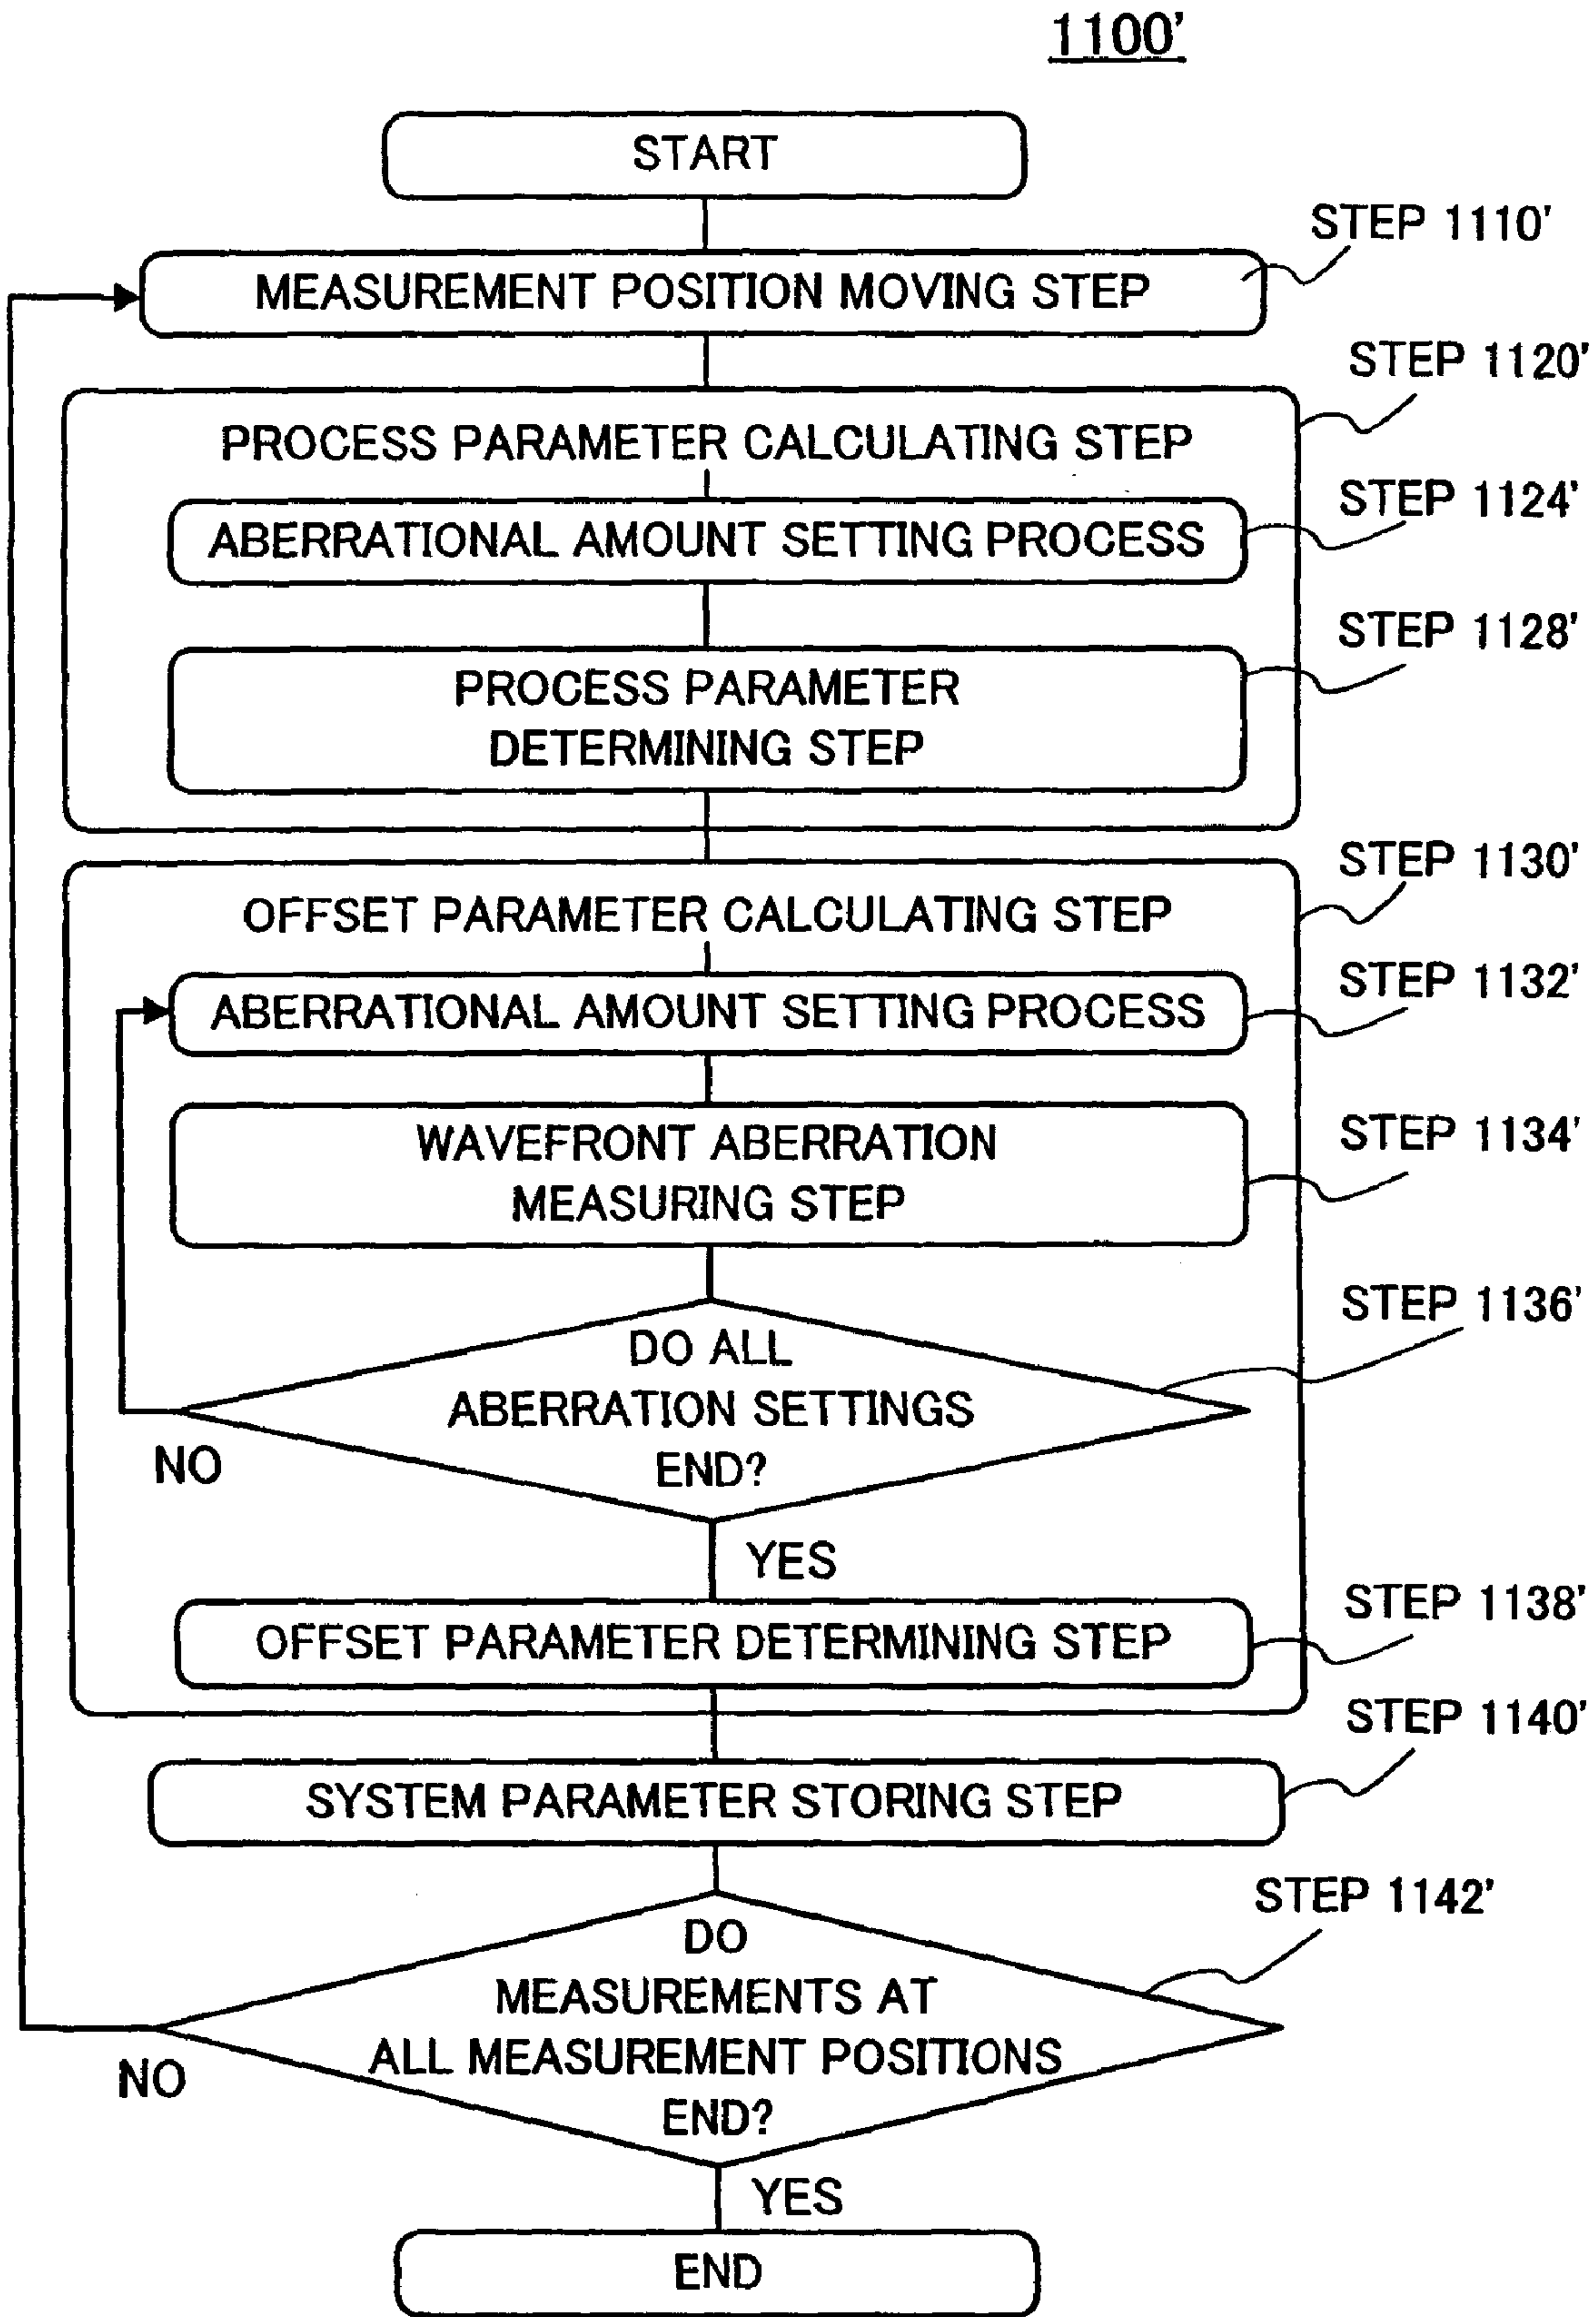 1100'
START
STEP 1110'
MEASUREMENT POSITION MOVING STEP
STEP 1120'
PROCESS PARAMETER CALCULATING STEP
STEP 1124'
ABERRATIONAL AMOUNT SETTING PROCESS
STEP 1128'
PROCESS PARAMETER
DETERMINING STEP
STEP 1130'
OFFSET PARAMETER CALCULATING STEP
STEP 1132'
ABERRATIONAL AMOUNT SETTING PROCESS
STEP 1134'
WAVEFRONT ABERRATION
MEASURING STEP
STEP 1136'
DO ALL
ABERRATION SETTINGS
END?
NO
YES
STEP 1138'
OFFSET PARAMETER DETERMINING STEP
STEP 1140'
SYSTEM PARAMETER STORING STEP
STEP 1142'
DO
MEASUREMENTS AT
ALL MEASUREMENT POSITIONS
END?
NO
YES
END